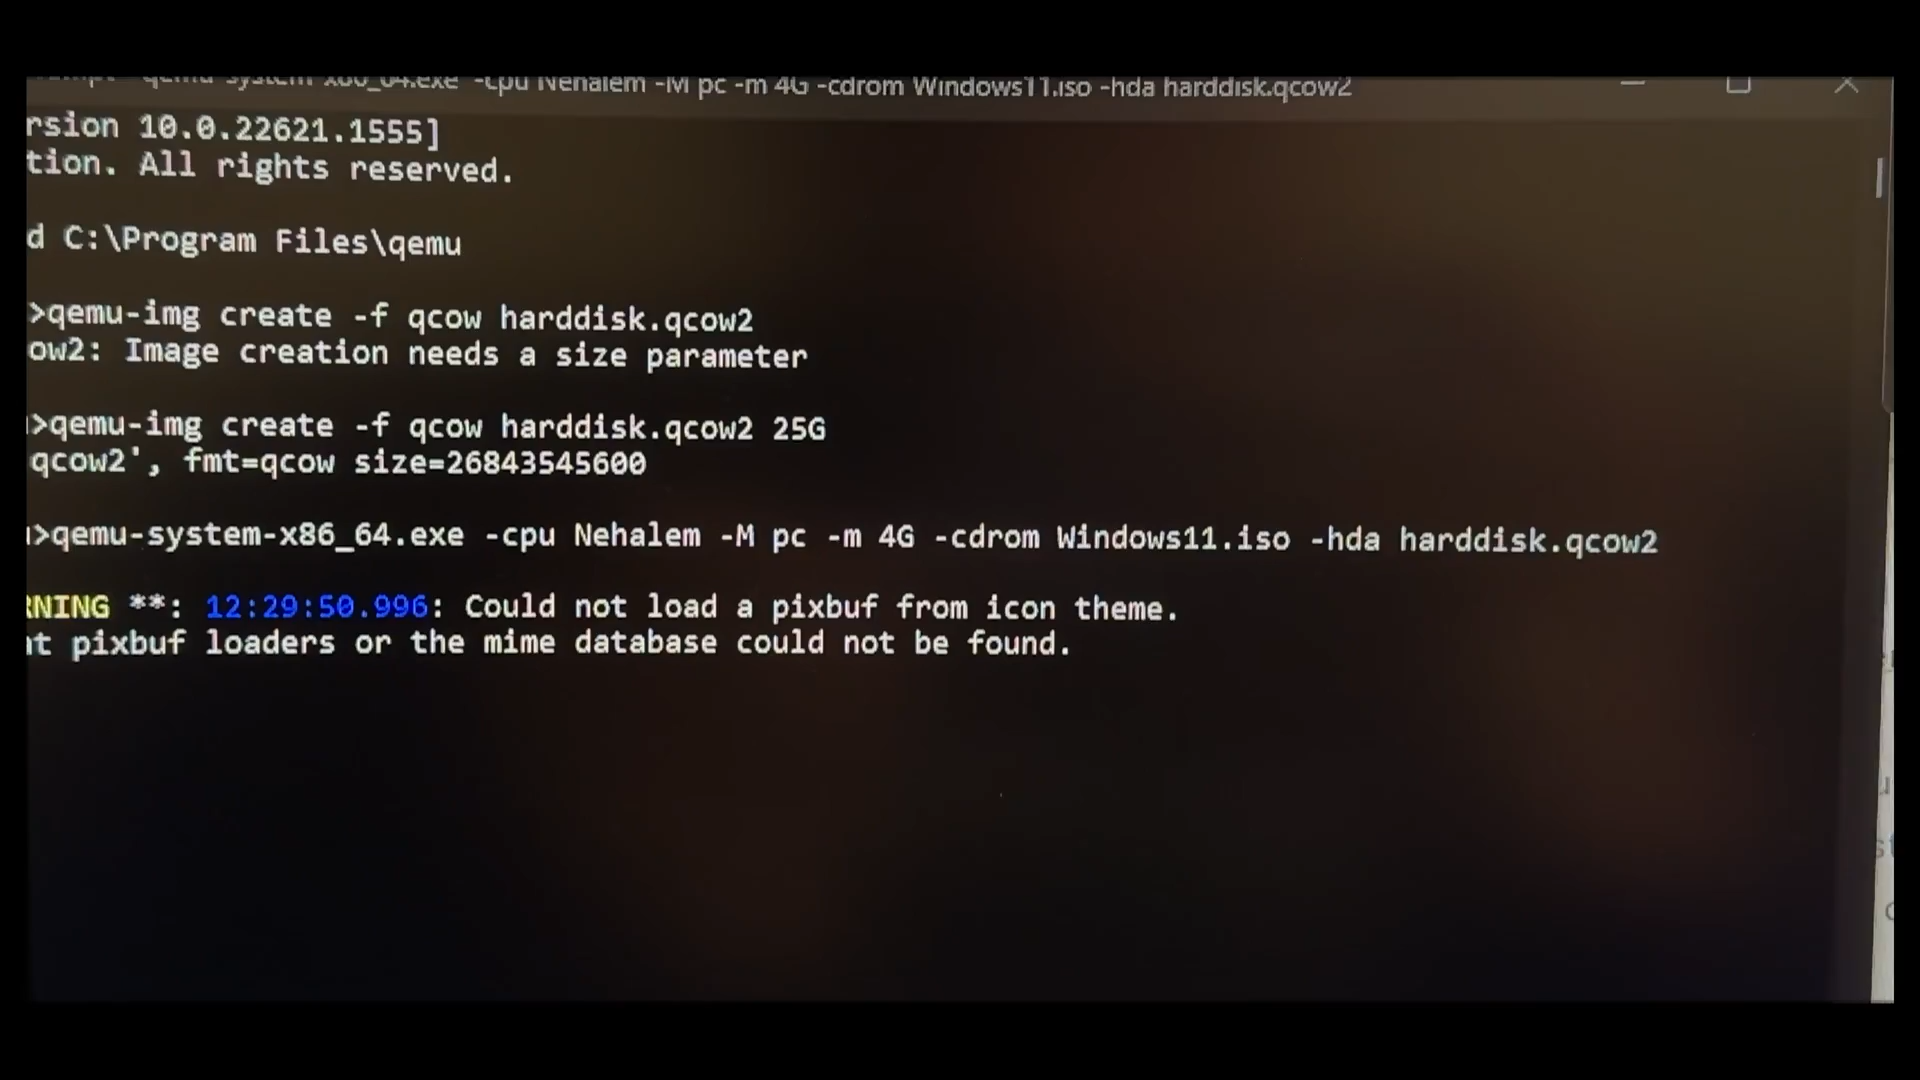 qemu-system-x86_64.exe -cpu Nehalem -M pc -m 4G -cdrom Windows11.iso -hda harddisk.qcow2
rsion 10.0.22621.1555]
tion. All rights reserved.
d C:\Program Files\qemu
>qemu-img create -f qcow harddisk.qcow2
ow2: Image creation needs a size parameter
>qemu-img create -f qcow harddisk.qcow2 25G
qcow2', fmt=qcow size=26843545600
>qemu-system-x86_64.exe -cpu Nehalem -M pc -m 4G -cdrom Windows11.iso -hda harddisk.qcow2
RNING **: 12:29:50.996: Could not load a pixbuf from icon theme.
t pixbuf loaders or the mime database could not be found.